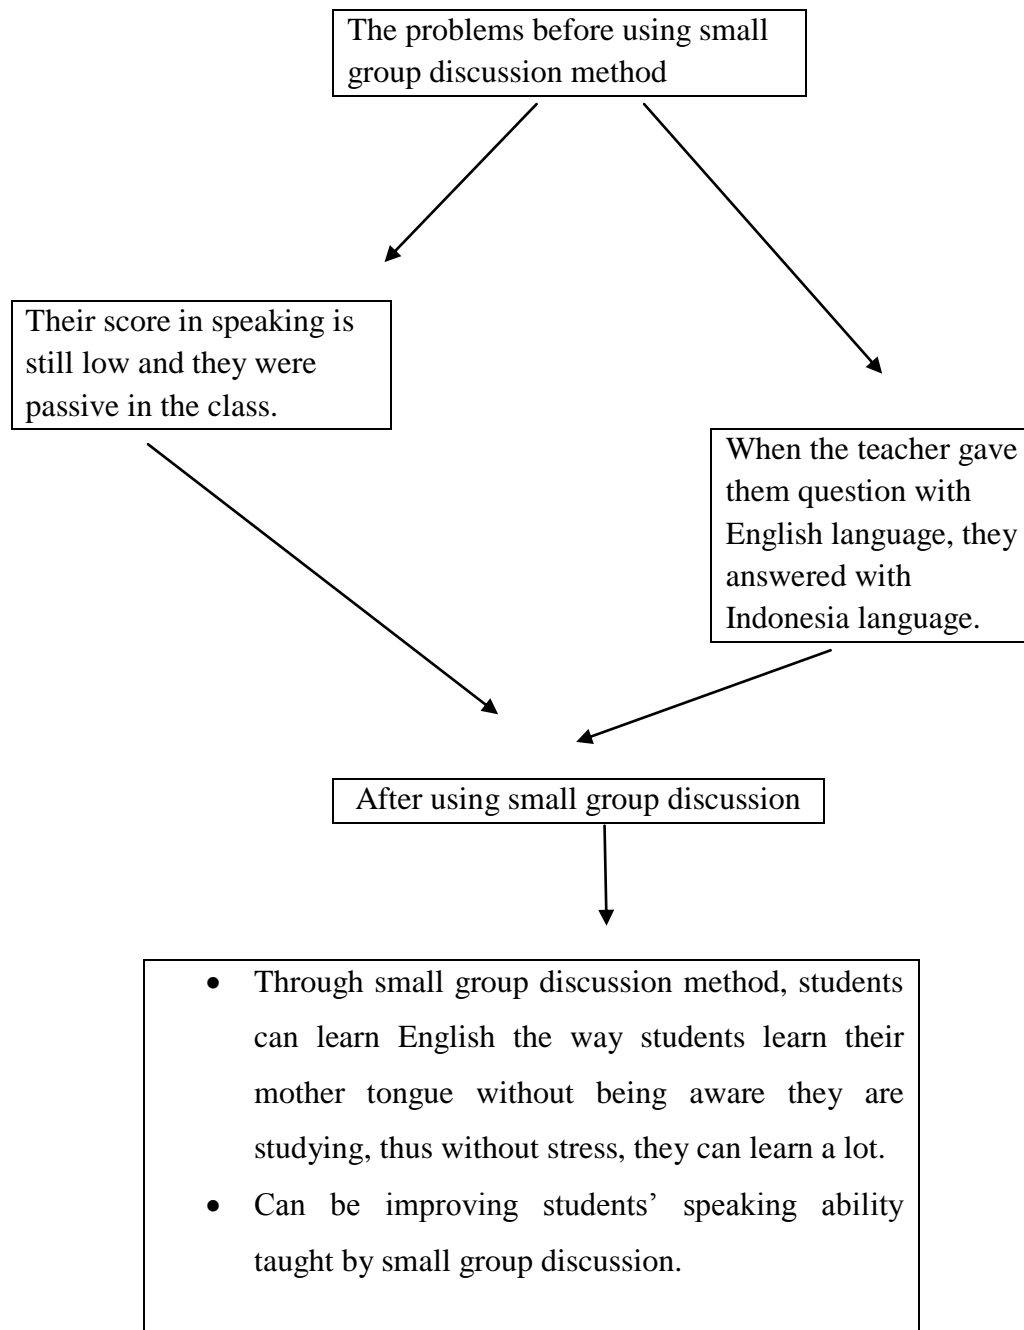 The problems before using small
group discussion method
Their score in speaking is
still low and they were
passive in the class.
When the teacher gave
them question with
English language, they
answered with
Indonesia language.
After using small group discussion
• Through small group discussion method, students
can learn English the way students learn their
mother tongue without being aware they are
studying, thus without stress, they can learn a lot.
• Can be improving students’ speaking ability
taught by small group discussion.